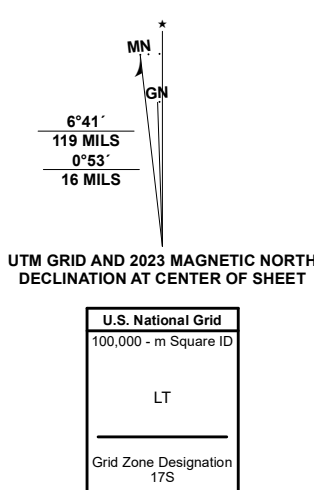 ★
MN
GN
6°41´
119 MILS
0°53´
16 MILS
UTM GRID AND 2023 MAGNETIC NORTH
DECLINATION AT CENTER OF SHEET
U.S. National Grid
100,000 - m Square ID
LT
Grid Zone Designation
17S